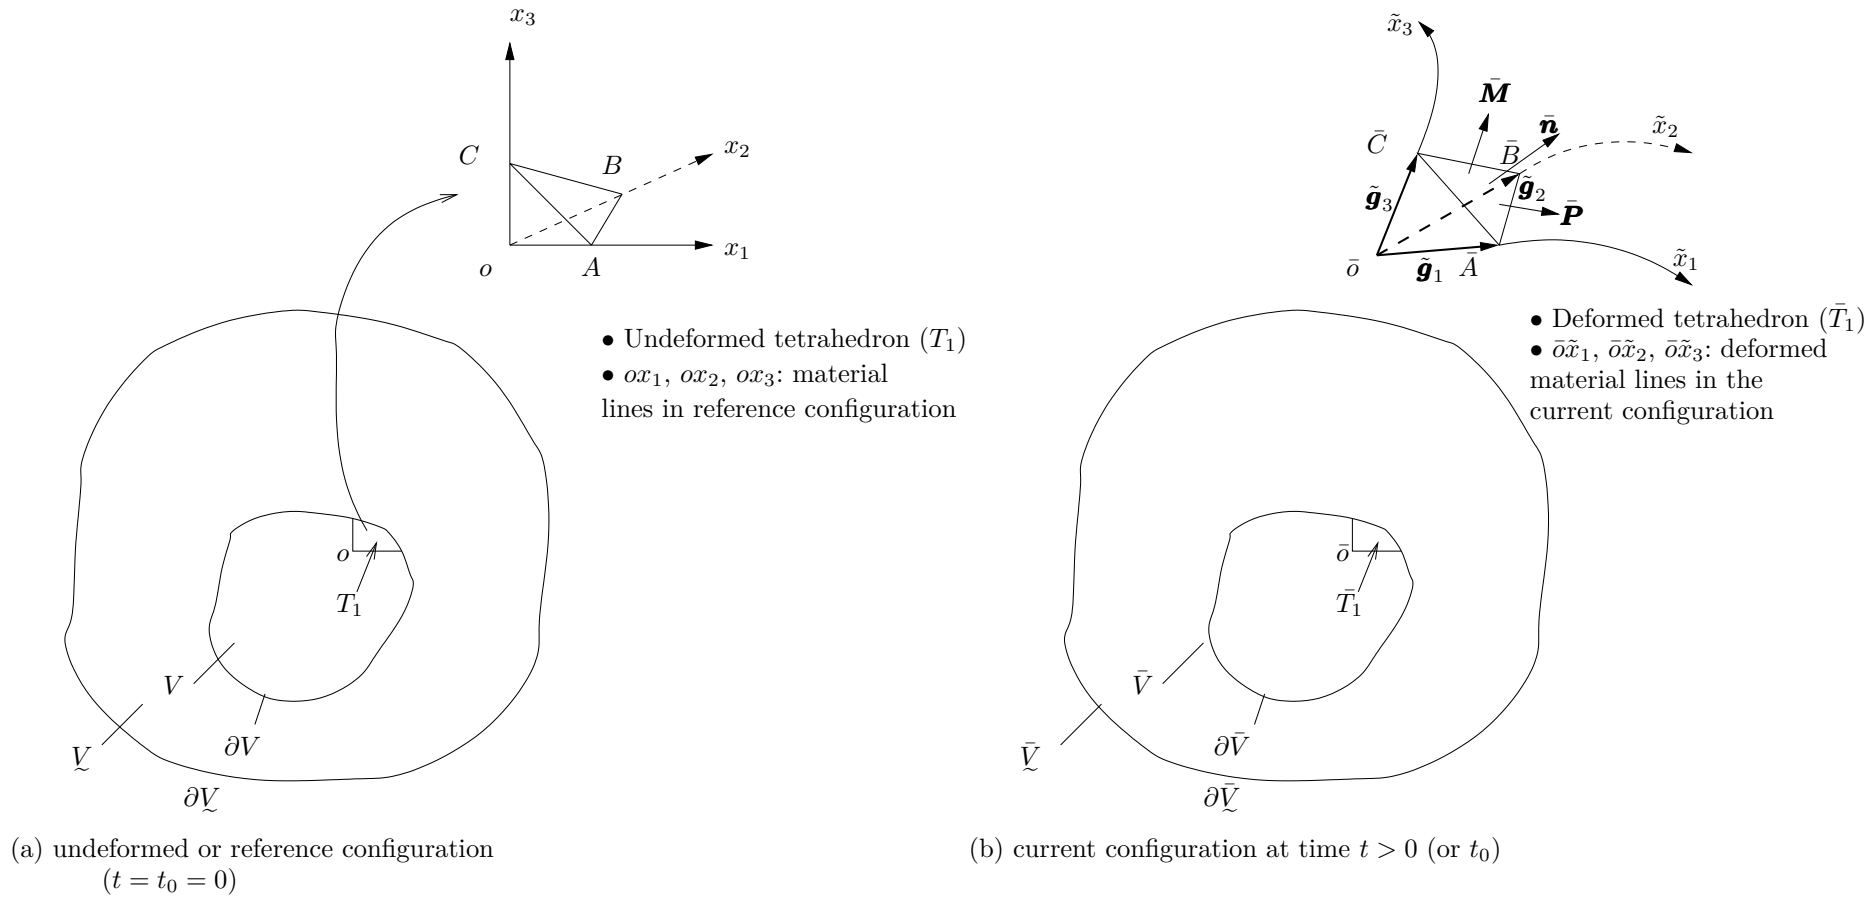 x₃
C
B
x₂
o
A
x₁
• Undeformed tetrahedron (T₁)
• ox₁, ox₂, ox₃: material
lines in reference configuration
o
T₁
V
V̰
∂V
∂V̰
(a) undeformed or reference configuration
(t = t₀ = 0)
x̃₃
M̄
n̄
x̃₂
C̄
B̄
g̃₃
g̃₂
P̄
ō
g̃₁
Ā
x̃₁
• Deformed tetrahedron (T̄₁)
• ōx̃₁, ōx̃₂, ōx̃₃: deformed
material lines in the
current configuration
ō
T̄₁
V̄
V̰̄
∂V̄
∂V̰̄
(b) current configuration at time t > 0 (or t₀)